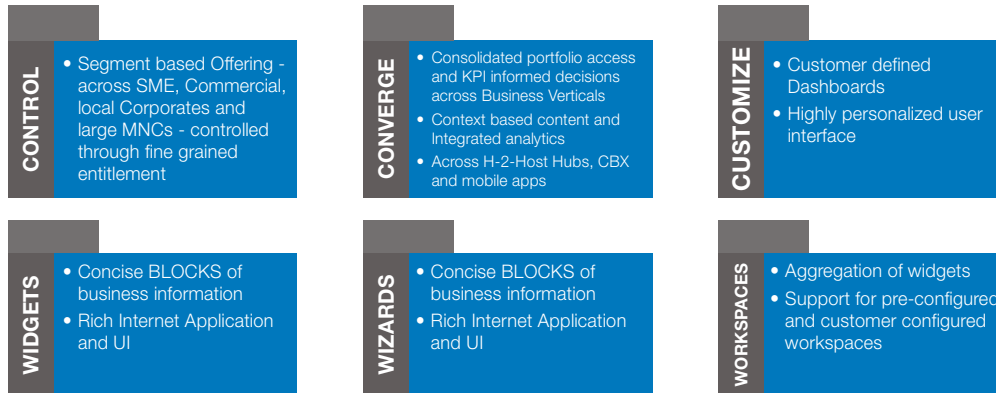 CONTROL
• Segment based Offering -
across SME, Commercial,
local Corporates and
large MNCs - controlled
through fine grained
entitlement
CONVERGE
• Consolidated portfolio access
and KPI informed decisions
across Business Verticals
• Context based content and
Integrated analytics
• Across H-2-Host Hubs, CBX
and mobile apps
CUSTOMIZE
• Customer defined
Dashboards
• Highly personalized user
interface
WIDGETS
• Concise BLOCKS of
business information
• Rich Internet Application
and UI
WIZARDS
• Concise BLOCKS of
business information
• Rich Internet Application
and UI
WORKSPACES
• Aggregation of widgets
• Support for pre-configured
and customer configured
workspaces